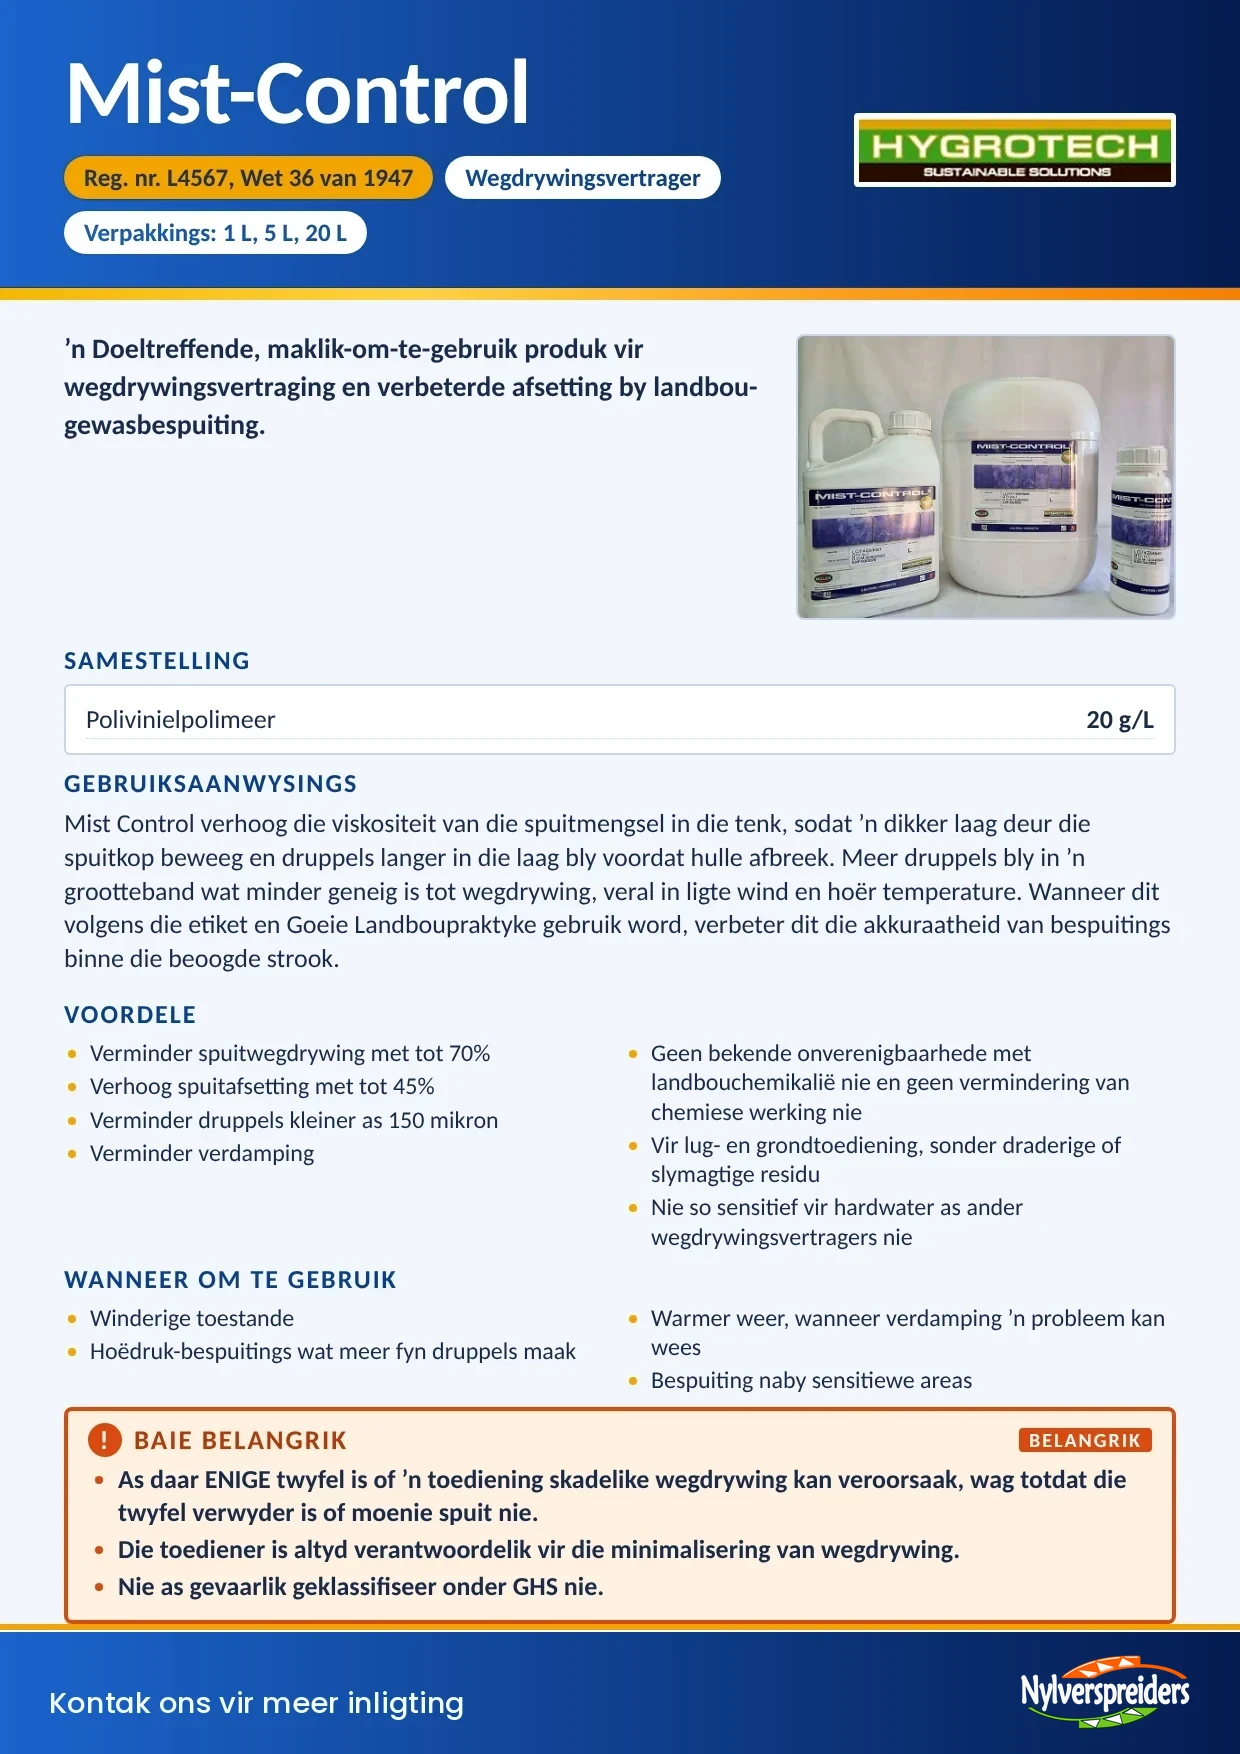 Mist-Control
HYGROTECH
SUSTAINABLE SOLUTIONS
Reg. nr. L4567, Wet 36 van 1947
Wegdrywingsvertrager
Verpakkings: 1 L, 5 L, 20 L
’n Doeltreffende, maklik-om-te-gebruik produk vir
wegdrywingsvertraging en verbeterde afsetting by landbou-
gewasbespuiting.
MIST-CONTROL
MIST-CONTROL
MIST-CON
SAMESTELLING
Polivinielpolimeer 20 g/L
GEBRUIKSAANWYSINGS
Mist Control verhoog die viskositeit van die spuitmengsel in die tenk, sodat ’n dikker laag deur die
spuitkop beweeg en druppels langer in die laag bly voordat hulle afbreek. Meer druppels bly in ’n
grootteband wat minder geneig is tot wegdrywing, veral in ligte wind en hoër temperature. Wanneer dit
volgens die etiket en Goeie Landboupraktyke gebruik word, verbeter dit die akkuraatheid van bespuitings
binne die beoogde strook.
VOORDELE
• Verminder spuitwegdrywing met tot 70%
• Verhoog spuitafsetting met tot 45%
• Verminder druppels kleiner as 150 mikron
• Verminder verdamping
• Geen bekende onverenigbaarhede met
landbouchemikalië nie en geen vermindering van
chemiese werking nie
• Vir lug- en grondtoediening, sonder draderige of
slymagtige residu
• Nie so sensitief vir hardwater as ander
wegdrywingsvertragers nie
WANNEER OM TE GEBRUIK
• Winderige toestande
• Hoëdruk-bespuitings wat meer fyn druppels maak
• Warmer weer, wanneer verdamping ’n probleem kan
wees
• Bespuiting naby sensitiewe areas
! BAIE BELANGRIK
BELANGRIK
• As daar ENIGE twyfel is of ’n toediening skadelike wegdrywing kan veroorsaak, wag totdat die
twyfel verwyder is of moenie spuit nie.
• Die toediener is altyd verantwoordelik vir die minimalisering van wegdrywing.
• Nie as gevaarlik geklassifiseer onder GHS nie.
Kontak ons vir meer inligting
Nylverspreiders